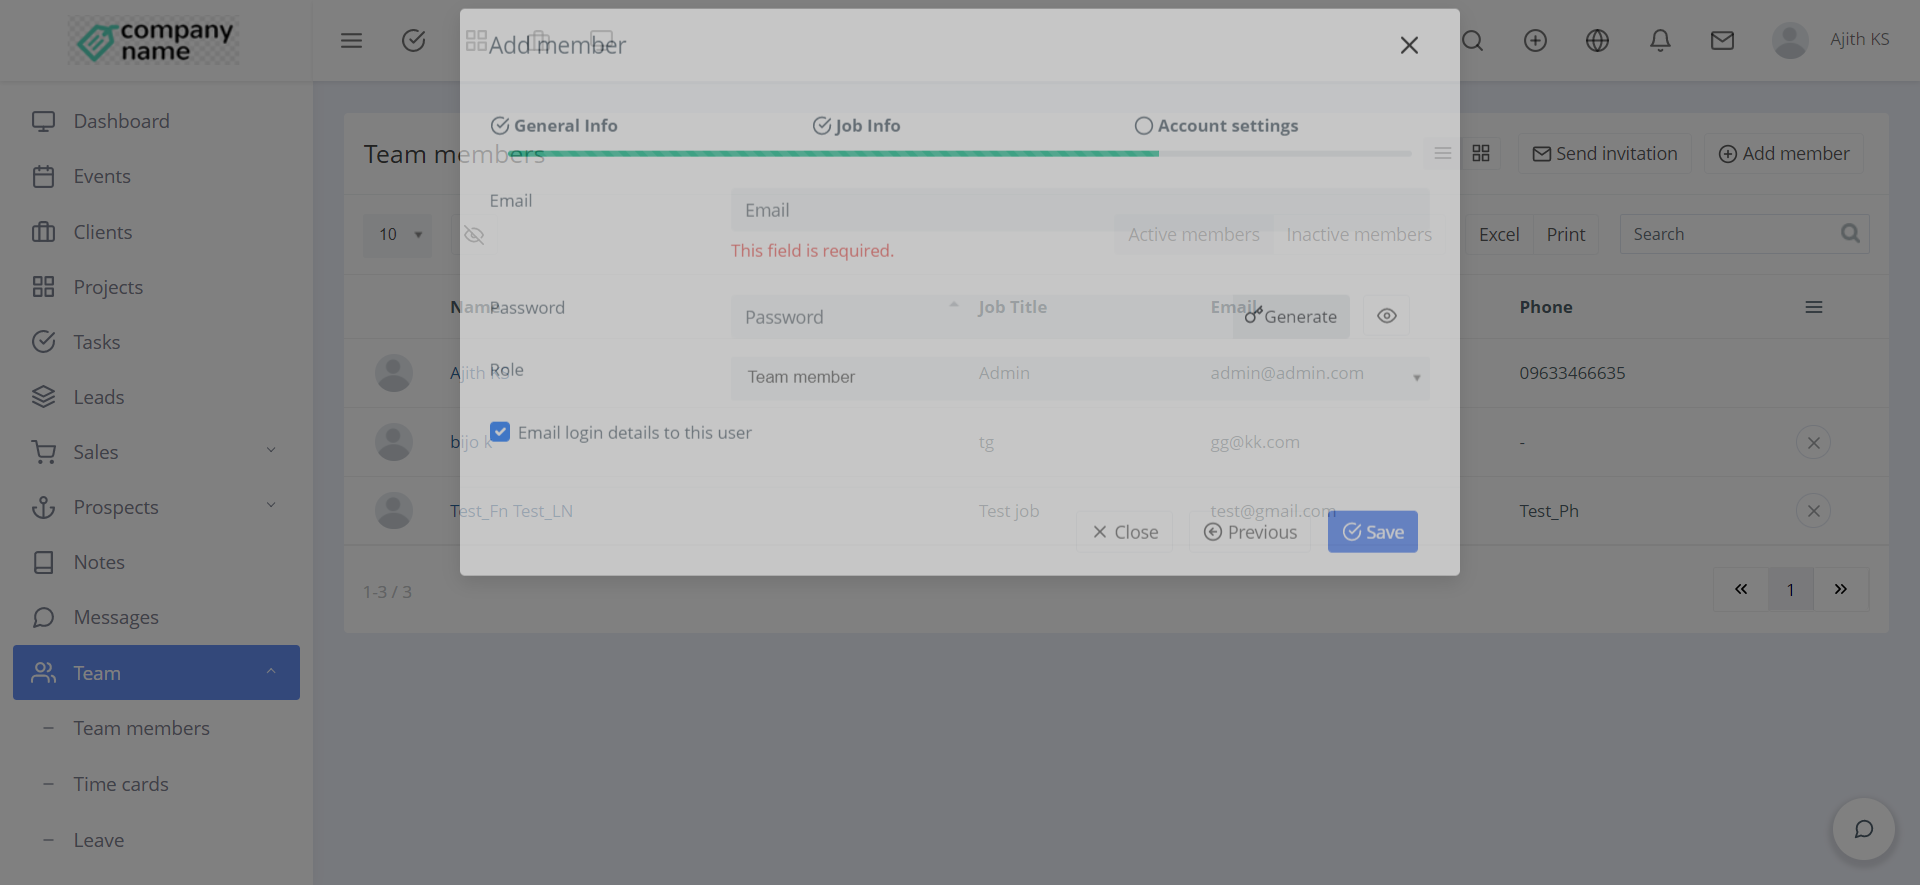 company
name
Ajith KS
Dashboard
Events
Clients
Projects
Tasks
Leads
Sales
Prospects
Notes
Messages
Team
Team members
Time cards
Leave
Add member
General Info
Job Info
Account settings
Team members
Send invitation
Add member
Email
Email
This field is required.
10
Active members
Inactive members
Excel
Print
Search
Password
Password
Generate
Name
Job Title
Email
Phone
Role
Team member
Ajith KS
Admin
admin@admin.com
09633466635
Email login details to this user
bijo k
tg
gg@kk.com
-
Test_Fn Test_LN
Test job
test@gmail.com
Test_Ph
Close
Previous
Save
1-3 / 3
1